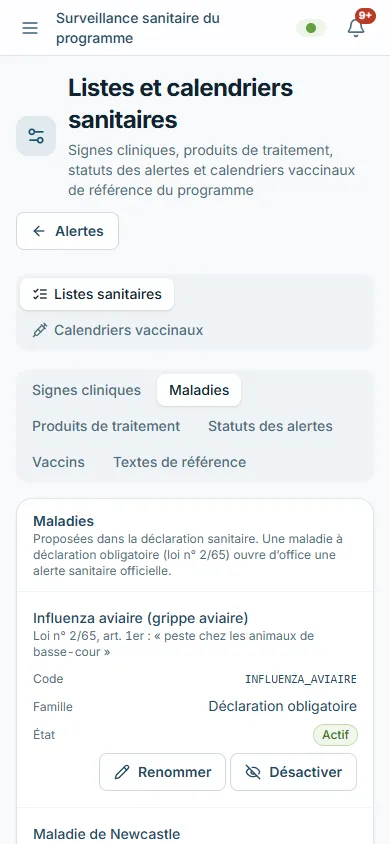 Surveillance sanitaire du
programme
9+
Listes et calendriers
sanitaires
Signes cliniques, produits de traitement,
statuts des alertes et calendriers vaccinaux
de référence du programme
Alertes
Listes sanitaires
Calendriers vaccinaux
Signes cliniques
Maladies
Produits de traitement
Statuts des alertes
Vaccins
Textes de référence
Maladies
Proposées dans la déclaration sanitaire. Une maladie à
déclaration obligatoire (loi n° 2/65) ouvre d’office une
alerte sanitaire officielle.
Influenza aviaire (grippe aviaire)
Loi n° 2/65, art. 1er : « peste chez les animaux de
basse-cour »
Code INFLUENZA_AVIAIRE
Famille Déclaration obligatoire
État Actif
Renommer
Désactiver
Maladie de Newcastle